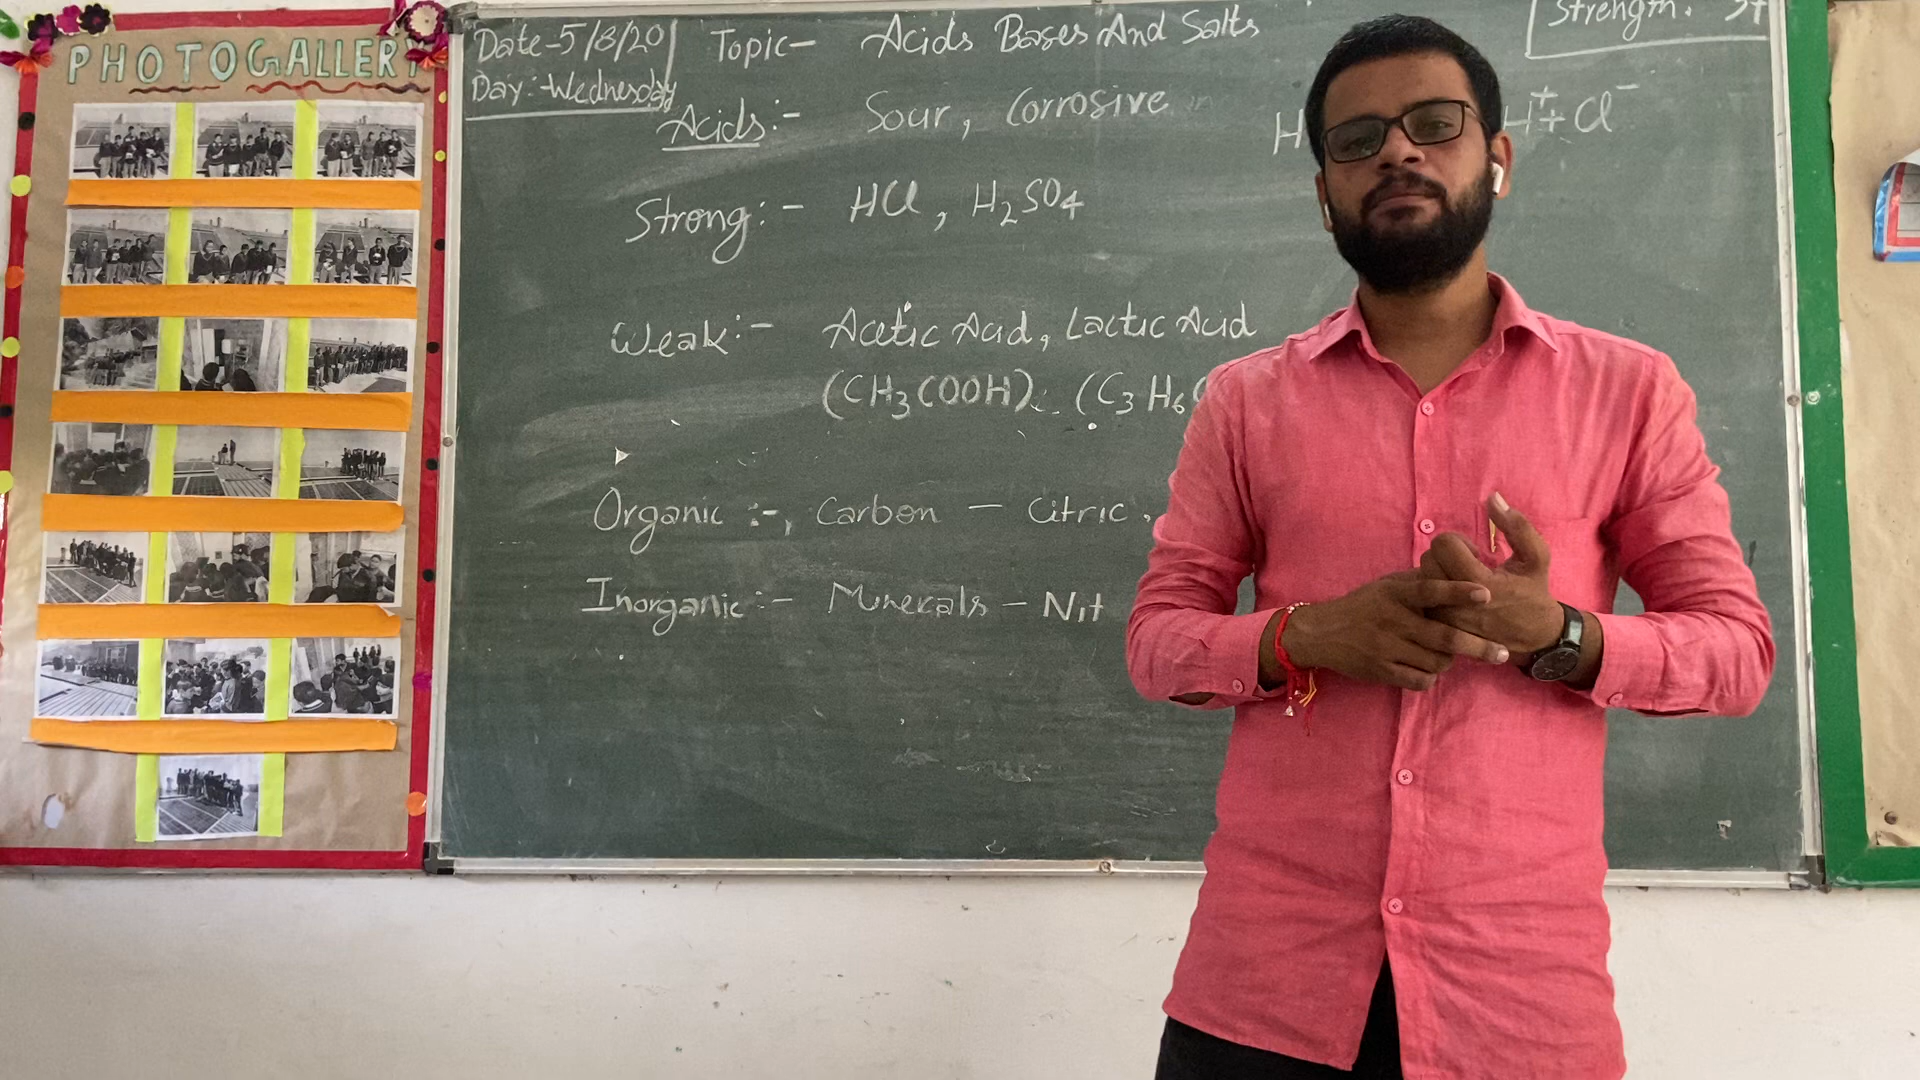 PHOTOGALLERY
Date-5/8/20
Day:-Wednesday
Topic- Acids Bases And Salts
Strength.
Acids:- Sour, Corrosive
H H⁺+Cl⁻
Strong:- HCl, H₂SO₄
Weak:- Acetic Acid, Lactic Acid
(CH₃COOH) (C₃H₆
Organic :-, Carbon - Citric,
Inorganic:- Minerals - Nit